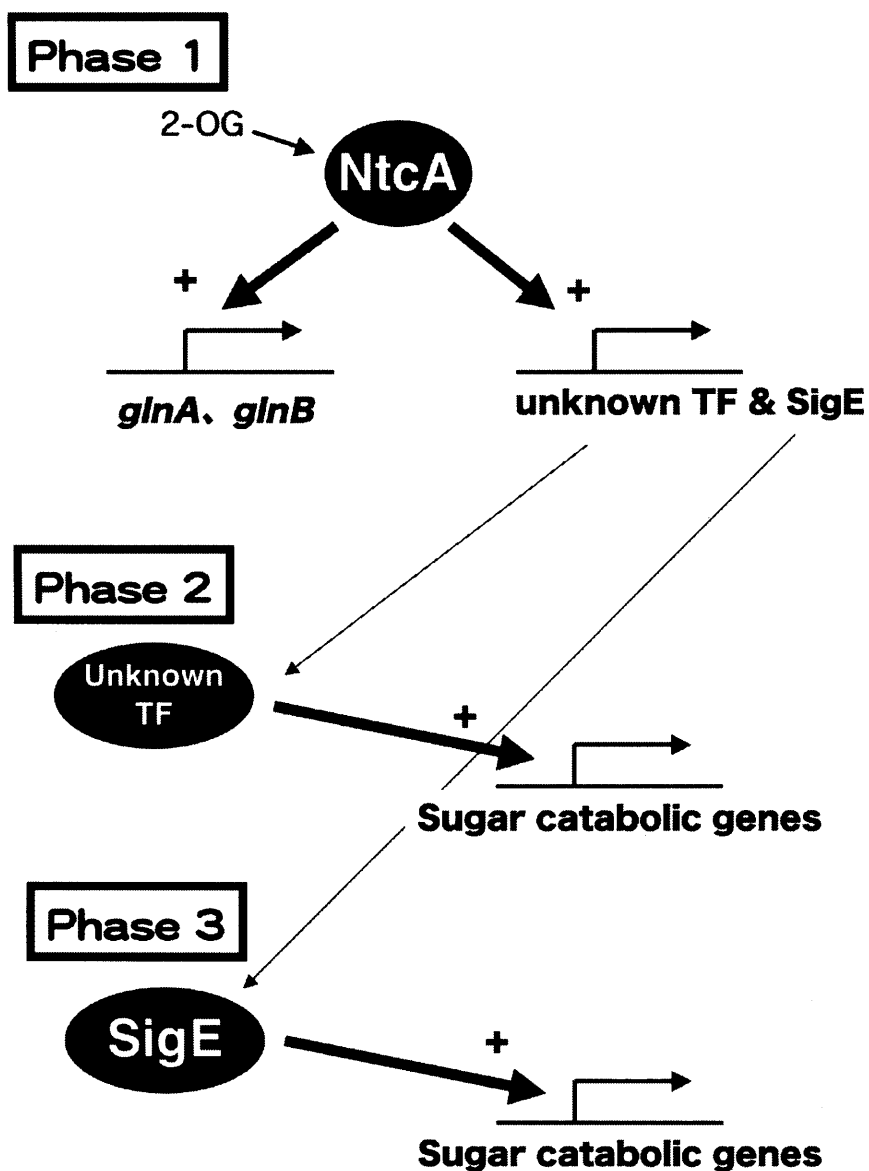 Phase 1
2-OG
NtcA
+
+
glnA、glnB
unknown TF & SigE
Phase 2
Unknown
TF
+
Sugar catabolic genes
Phase 3
SigE
+
Sugar catabolic genes